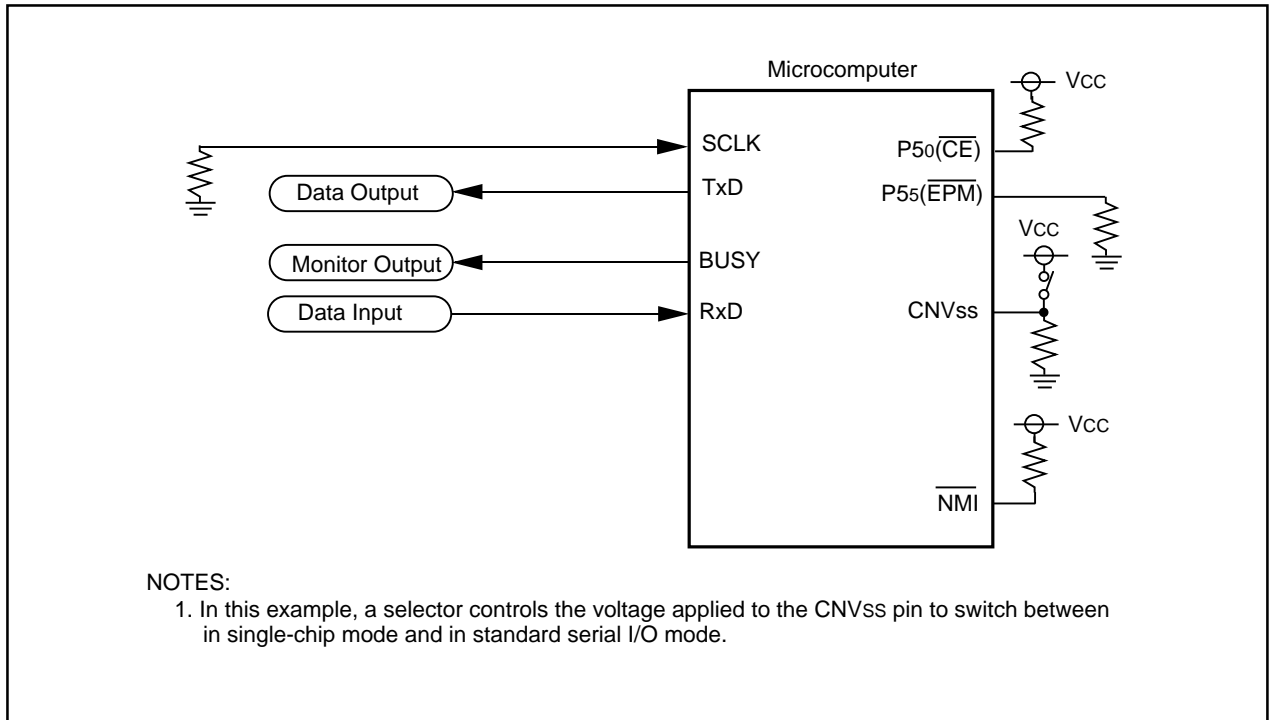 Microcomputer
VCC
SCLK
P50(CE)
Data Output
TxD
P55(EPM)
VCC
Monitor Output
BUSY
Data Input
RxD
CNVss
VCC
NMI
NOTES:
1. In this example, a selector controls the voltage applied to the CNVSS pin to switch between
in single-chip mode and in standard serial I/O mode.